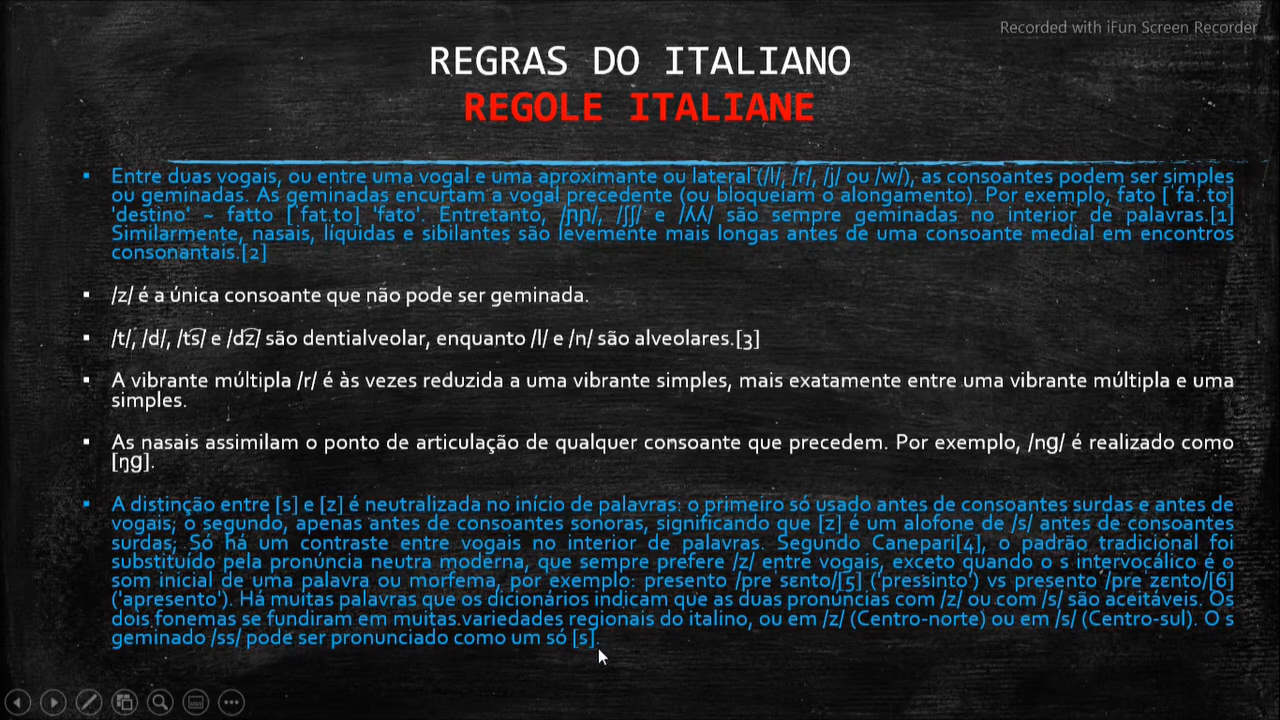 Recorded with iFun Screen Recorder
REGRAS DO ITALIANO
REGOLE ITALIANE
▪ Entre duas vogais, ou entre uma vogal e uma aproximante ou lateral (/l/, /r/, /j/ ou /w/), as consoantes podem ser simples
ou geminadas. As geminadas encurtam a vogal precedente (ou bloqueiam o alongamento). Por exemplo, fato [ˈfaː.to]
'destino' ~ fatto [ˈfat.to] 'fato'. Entretanto, /ɲɲ/, /ʃʃ/ e /ʎʎ/ são sempre geminadas no interior de palavras.[1]
Similarmente, nasais, líquidas e sibilantes são levemente mais longas antes de uma consoante medial em encontros
consonantais.[2]
▪ /z/ é a única consoante que não pode ser geminada.
▪ /t/, /d/, /t͡s/ e /d͡z/ são dentialveolar, enquanto /l/ e /n/ são alveolares.[3]
▪ A vibrante múltipla /r/ é às vezes reduzida a uma vibrante simples, mais exatamente entre uma vibrante múltipla e uma
simples.
▪ As nasais assimilam o ponto de articulação de qualquer consoante que precedem. Por exemplo, /nɡ/ é realizado como
[ŋɡ].
▪ A distinção entre [s] e [z] é neutralizada no início de palavras: o primeiro só usado antes de consoantes surdas e antes de
vogais; o segundo, apenas antes de consoantes sonoras, significando que [z] é um alofone de /s/ antes de consoantes
surdas; Só há um contraste entre vogais no interior de palavras. Segundo Canepari[4], o padrão tradicional foi
substituído pela pronúncia neutra moderna, que sempre prefere /z/ entre vogais, exceto quando o s intervocálico é o
som inicial de uma palavra ou morfema, por exemplo: presento /preˈsɛnto/[5] ('pressinto') vs presento /preˈzɛnto/[6]
('apresento'). Há muitas palavras que os dicionários indicam que as duas pronúncias com /z/ ou com /s/ são aceitáveis. Os
dois fonemas se fundiram em muitas variedades regionais do italino, ou em /z/ (Centro-norte) ou em /s/ (Centro-sul). O s
geminado /ss/ pode ser pronunciado como um só [s].